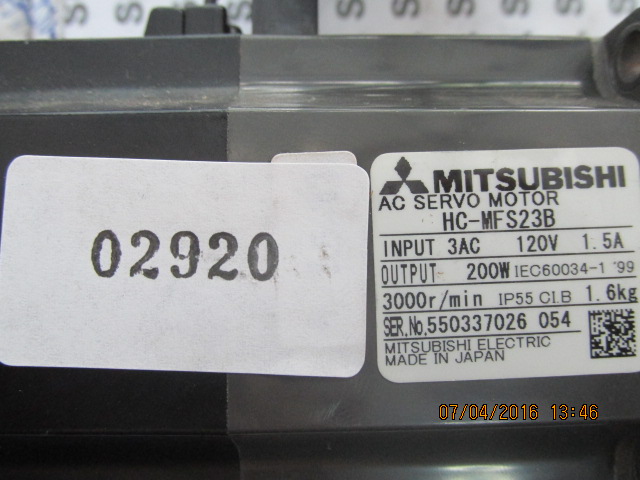 02920
MITSUBISHI
AC SERVO MOTOR
HC-MFS23B
INPUT 3AC 120V 1.5A
OUTPUT 200W IEC60034-1 '99
3000r/min IP55 CI.B 1.6kg
SER.No.550337026 054
MITSUBISHI ELECTRIC
MADE IN JAPAN
07/04/2016 13:46